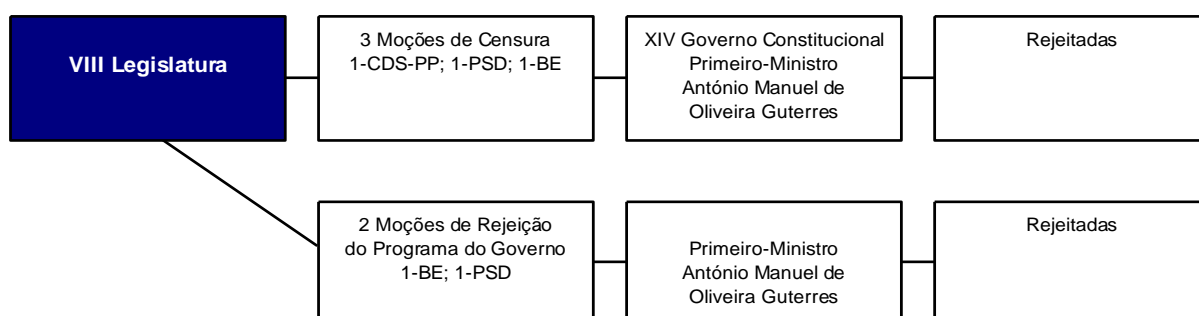 VIII Legislatura
3 Moções de Censura
1-CDS-PP; 1-PSD; 1-BE
XIV Governo Constitucional
Primeiro-Ministro
António Manuel de
Oliveira Guterres
Rejeitadas
2 Moções de Rejeição
do Programa do Governo
1-BE; 1-PSD
Primeiro-Ministro
António Manuel de
Oliveira Guterres
Rejeitadas